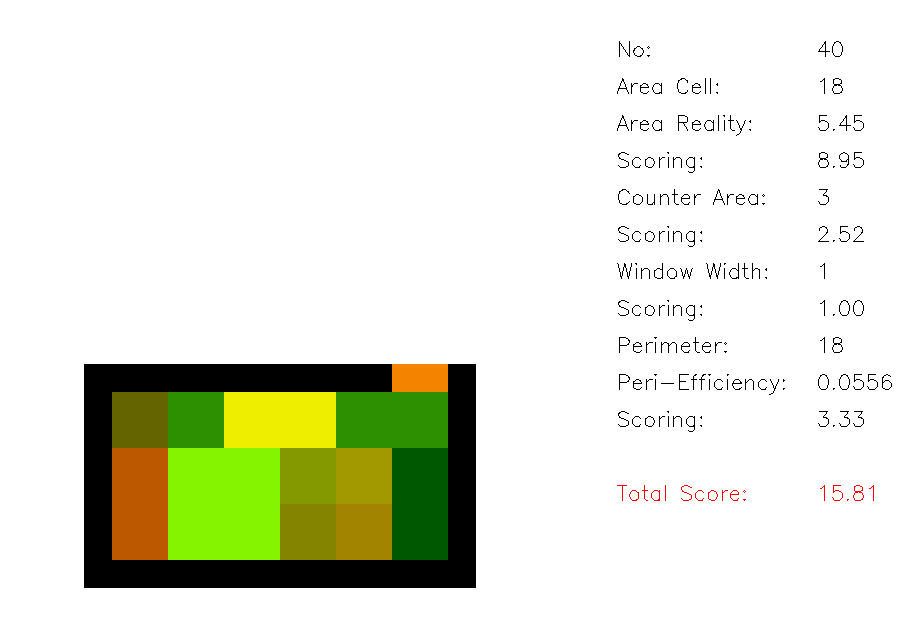 No: 40
Area Cell: 18
Area Reality: 5.45
Scoring: 8.95
Counter Area: 3
Scoring: 2.52
Window Width: 1
Scoring: 1.00
Perimeter: 18
Peri-Efficiency: 0.0556
Scoring: 3.33
Total Score: 15.81